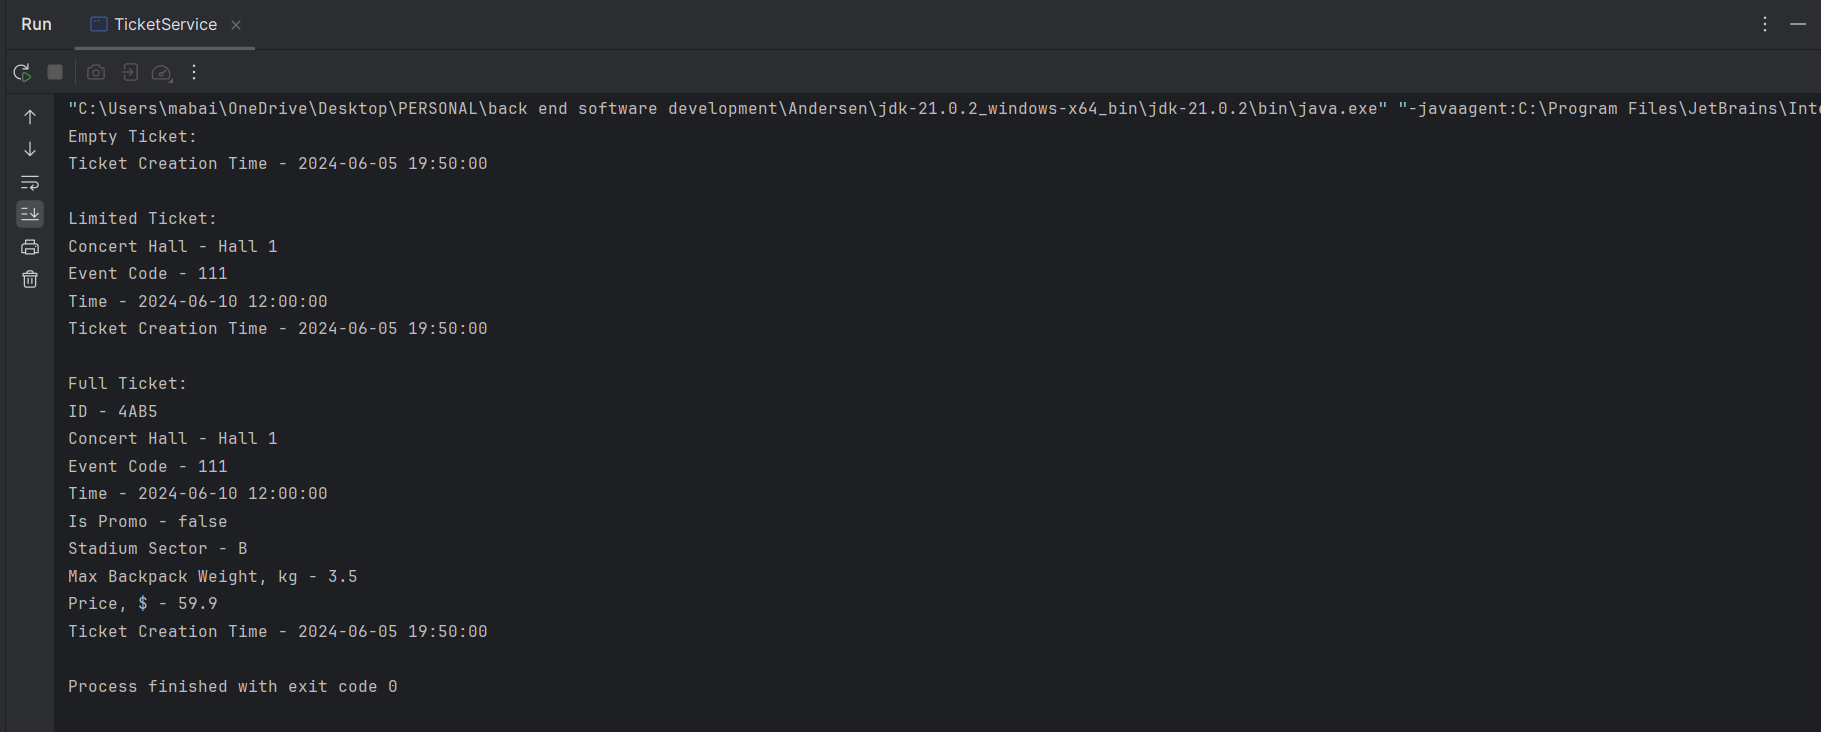 Run TicketService
"C:\Users\mabai\OneDrive\Desktop\PERSONAL\back end software development\Andersen\jdk-21.0.2_windows-x64_bin\jdk-21.0.2\bin\java.exe" "-javaagent:C:\Program Files\JetBrains\Inte
Empty Ticket:
Ticket Creation Time - 2024-06-05 19:50:00
Limited Ticket:
Concert Hall - Hall 1
Event Code - 111
Time - 2024-06-10 12:00:00
Ticket Creation Time - 2024-06-05 19:50:00
Full Ticket:
ID - 4AB5
Concert Hall - Hall 1
Event Code - 111
Time - 2024-06-10 12:00:00
Is Promo - false
Stadium Sector - B
Max Backpack Weight, kg - 3.5
Price, $ - 59.9
Ticket Creation Time - 2024-06-05 19:50:00
Process finished with exit code 0